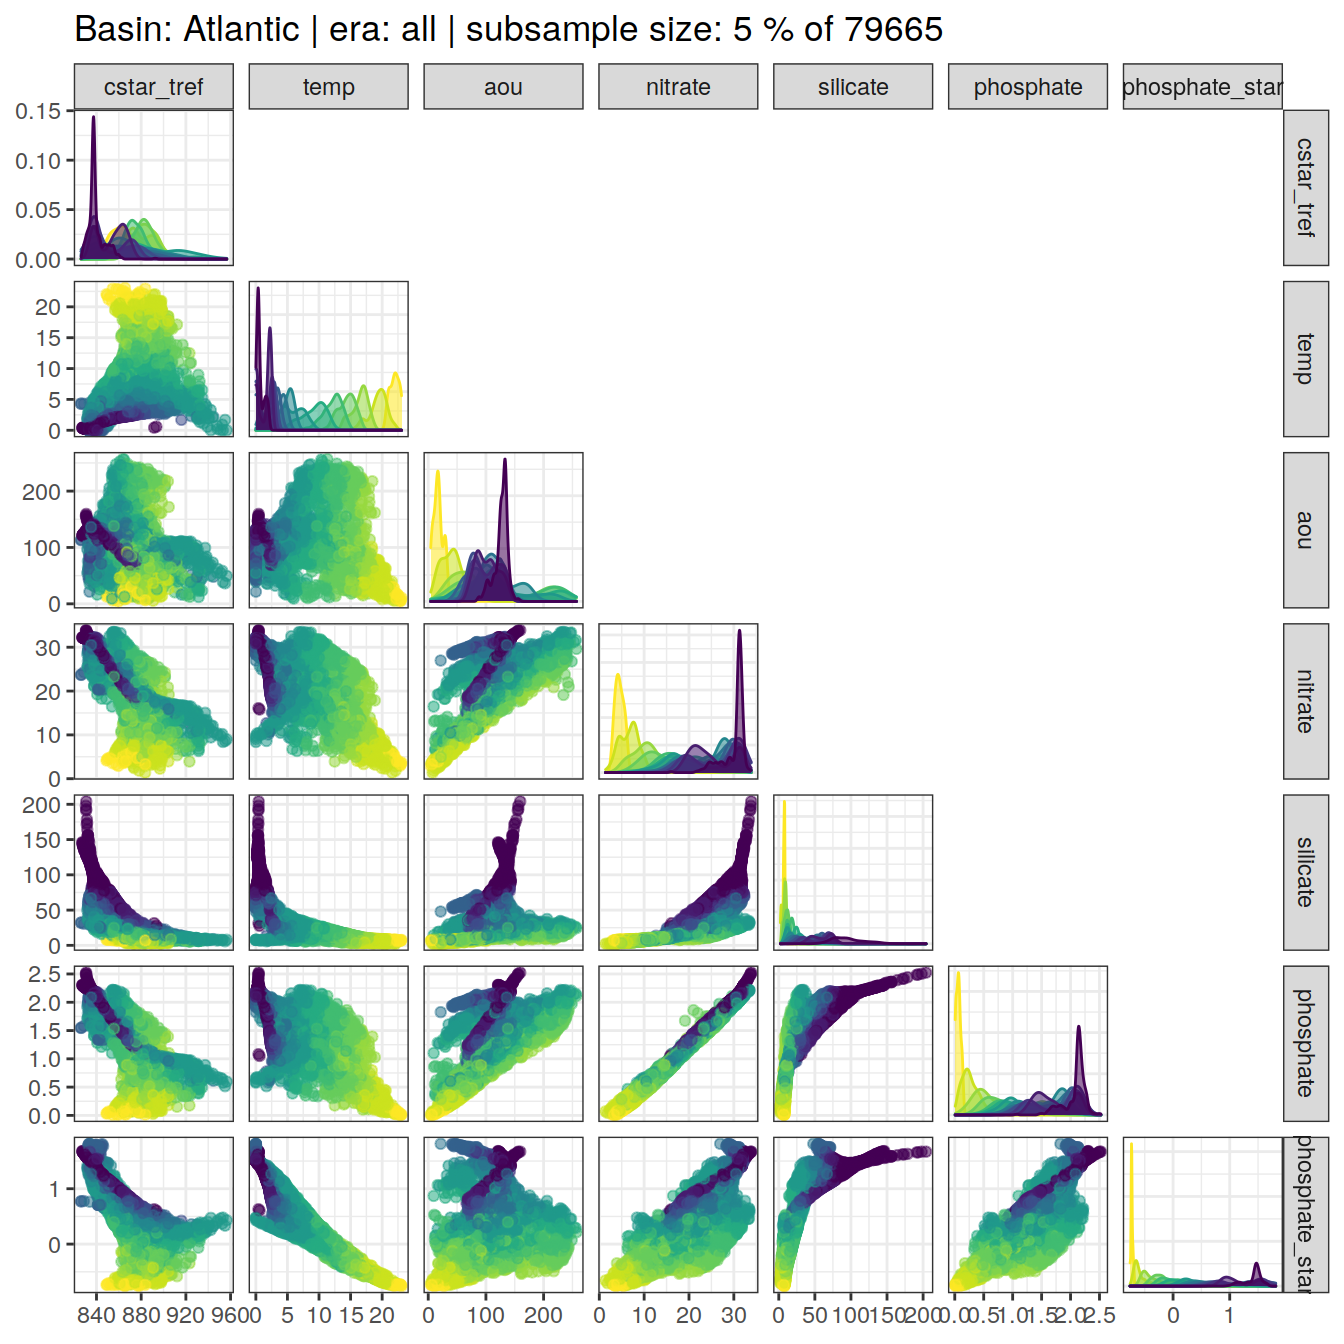 Basin: Atlantic | era: all | subsample size: 5 % of 79665
cstar_tref temp aou nitrate silicate phosphate phosphate_star
0.15
0.10
0.05
0.00
cstar_tref
20
15
10
5
0
temp
200
100
0
aou
30
20
10
0
nitrate
200
150
100
50
0
silicate
2.5
2.0
1.5
1.0
0.5
0.0
phosphate
1
0
phosphate_star
840 880 920 960 0 5 10 15 20 0 100 200 0 10 20 30 0 50 100 150 200 0.0 0.5 1.0 1.5 2.0 2.5 0 1